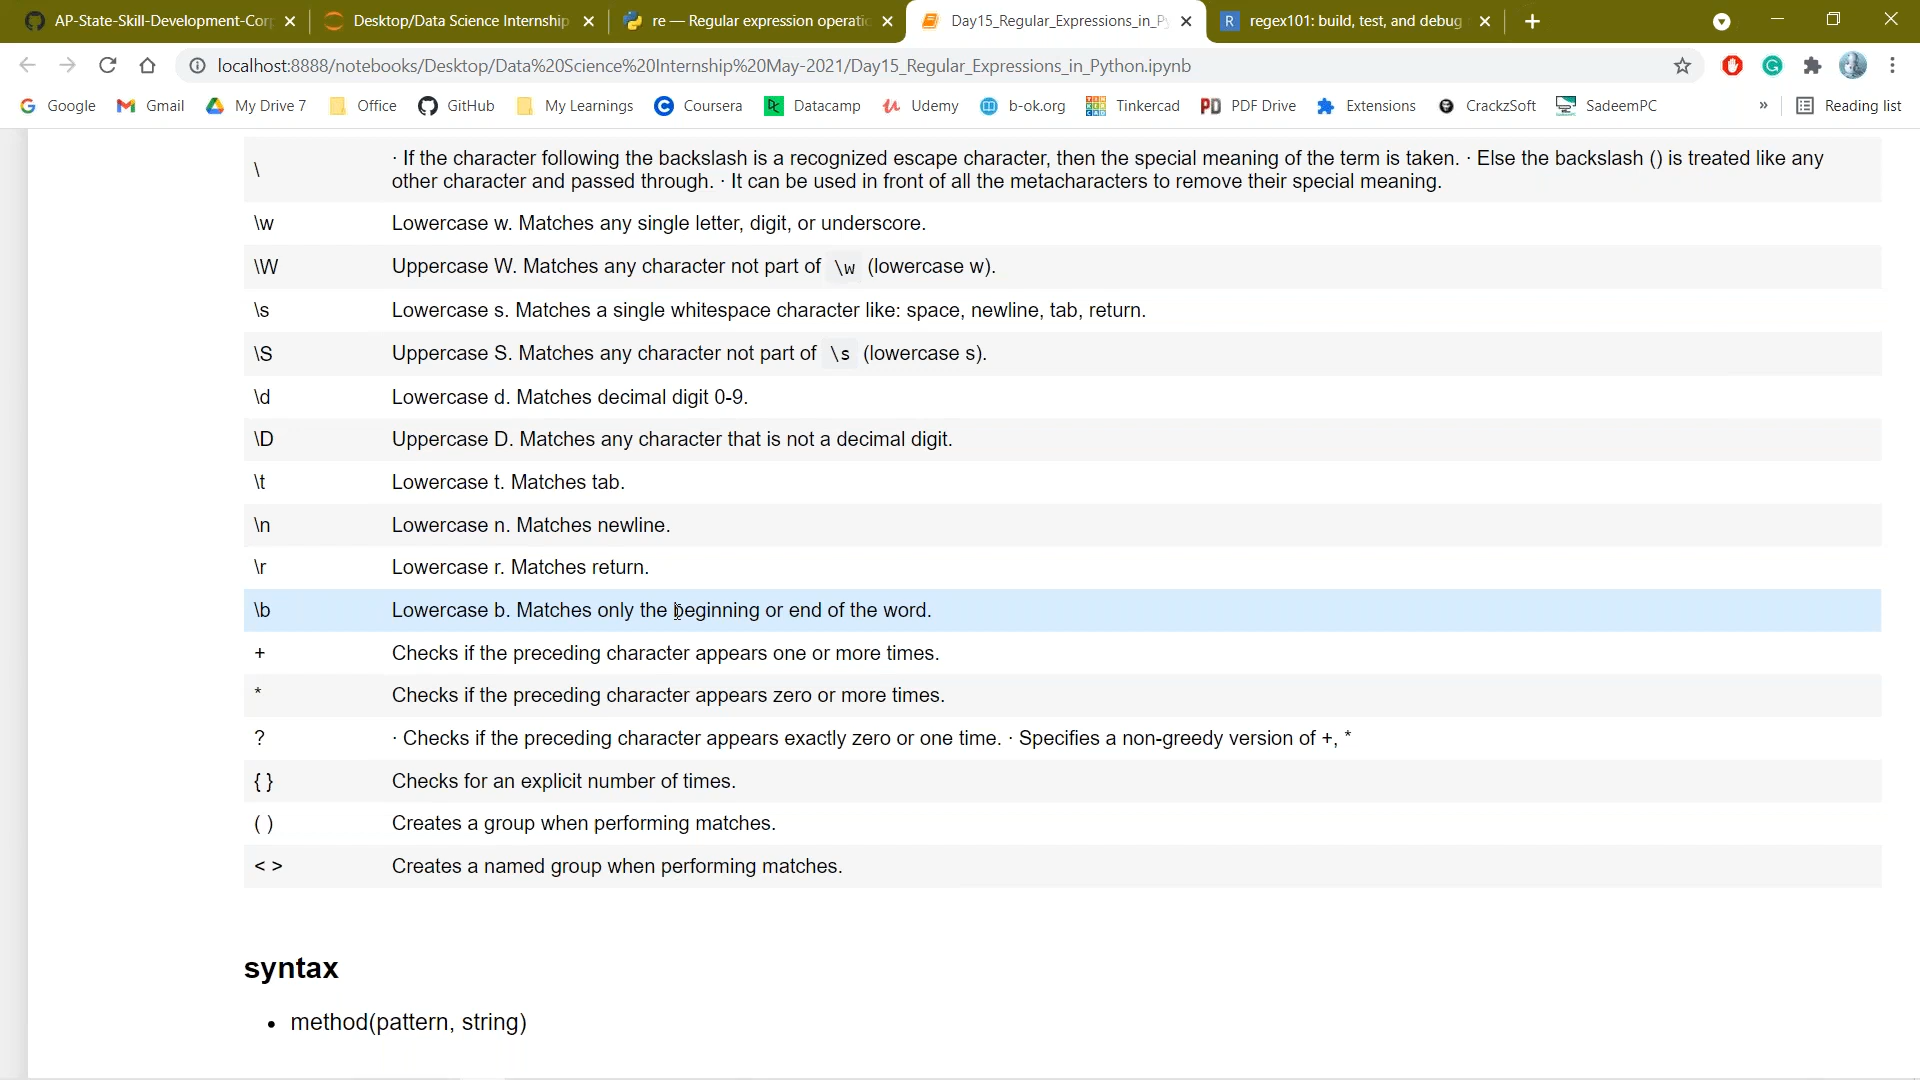 AP-State-Skill-Development-Corp
Desktop/Data Science Internship
re — Regular expression operatio
Day15_Regular_Expressions_in_Py
R regex101: build, test, and debug
localhost:8888/notebooks/Desktop/Data%20Science%20Internship%20May-2021/Day15_Regular_Expressions_in_Python.ipynb
Google Gmail My Drive 7 Office GitHub My Learnings Coursera Datacamp Udemy b-ok.org Tinkercad PDF Drive Extensions CrackzSoft SadeemPC » Reading list
\ · If the character following the backslash is a recognized escape character, then the special meaning of the term is taken. · Else the backslash () is treated like any
other character and passed through. · It can be used in front of all the metacharacters to remove their special meaning.
\w Lowercase w. Matches any single letter, digit, or underscore.
\W Uppercase W. Matches any character not part of \w (lowercase w).
\s Lowercase s. Matches a single whitespace character like: space, newline, tab, return.
\S Uppercase S. Matches any character not part of \s (lowercase s).
\d Lowercase d. Matches decimal digit 0-9.
\D Uppercase D. Matches any character that is not a decimal digit.
\t Lowercase t. Matches tab.
\n Lowercase n. Matches newline.
\r Lowercase r. Matches return.
\b Lowercase b. Matches only the beginning or end of the word.
+ Checks if the preceding character appears one or more times.
* Checks if the preceding character appears zero or more times.
? · Checks if the preceding character appears exactly zero or one time. · Specifies a non-greedy version of +, *
{ } Checks for an explicit number of times.
( ) Creates a group when performing matches.
< > Creates a named group when performing matches.
syntax
• method(pattern, string)